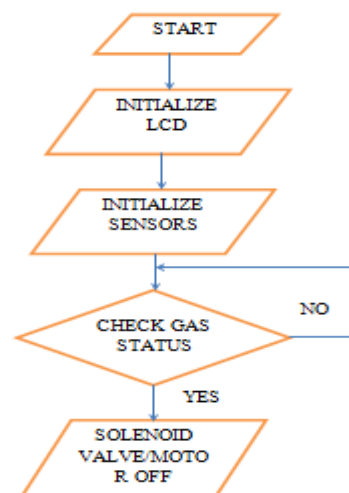 START
INITIALIZE
LCD
INITIALIZE
SENSORS
NO
CHECK GAS
STATUS
YES
SOLENOID
VALVE/MOTO
R OFF